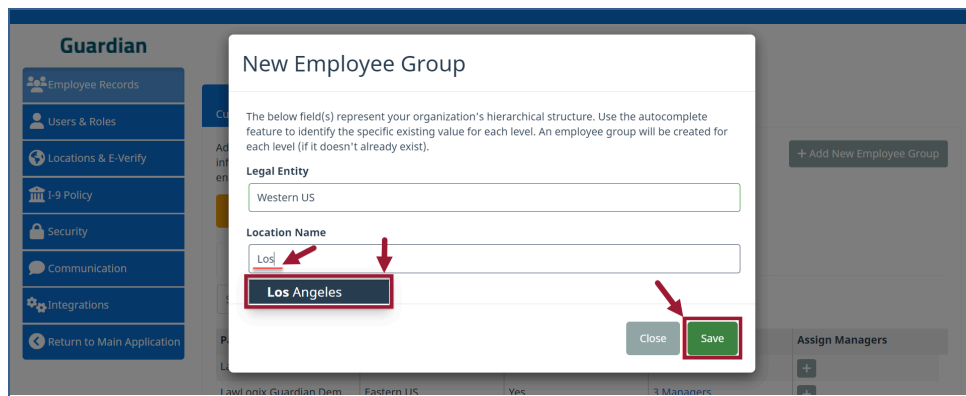 Guardian
Employee Records
Users & Roles
Locations & E-Verify
I-9 Policy
Security
Communication
Integrations
Return to Main Application
New Employee Group
The below field(s) represent your organization's hierarchical structure. Use the autocomplete
feature to identify the specific existing value for each level. An employee group will be created for
each level (if it doesn't already exist).
Legal Entity
Western US
Location Name
Los
Los Angeles
Close
Save
+ Add New Employee Group
Assign Managers
+
LawLogix Guardian Dem
Eastern US
Yes
3 Managers
+